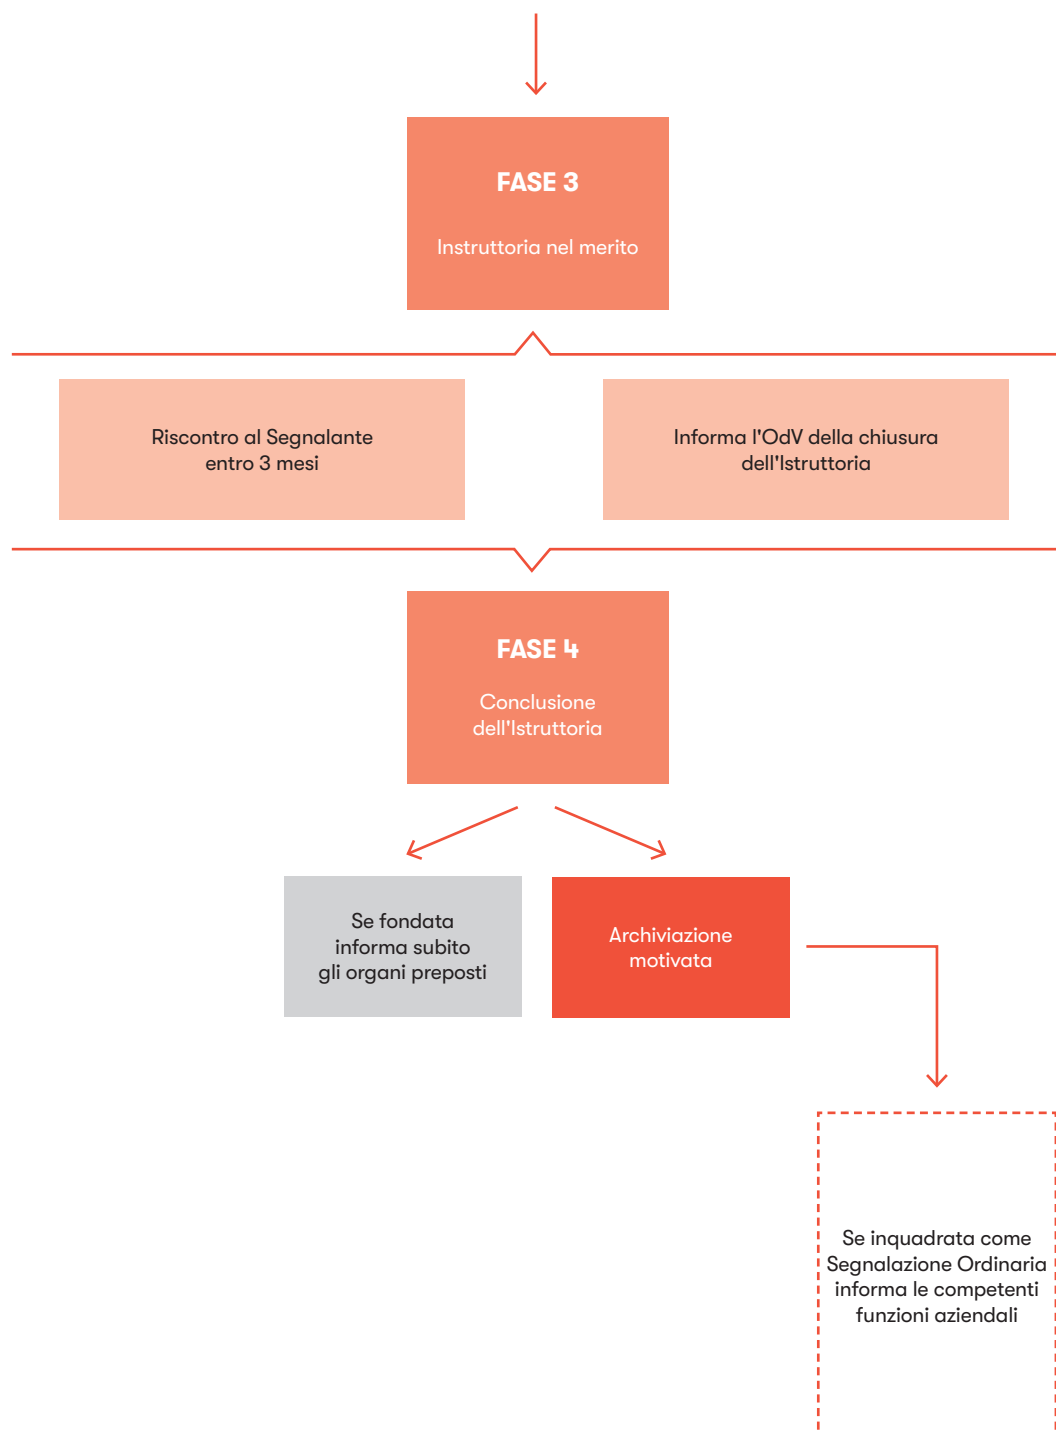 FASE 3
Instruttoria nel merito
Riscontro al Segnalante
entro 3 mesi
Informa l'OdV della chiusura
dell'Istruttoria
FASE 4
Conclusione
dell'Istruttoria
Se fondata
informa subito
gli organi preposti
Archiviazione
motivata
Se inquadrata come
Segnalazione Ordinaria
informa le competenti
funzioni aziendali